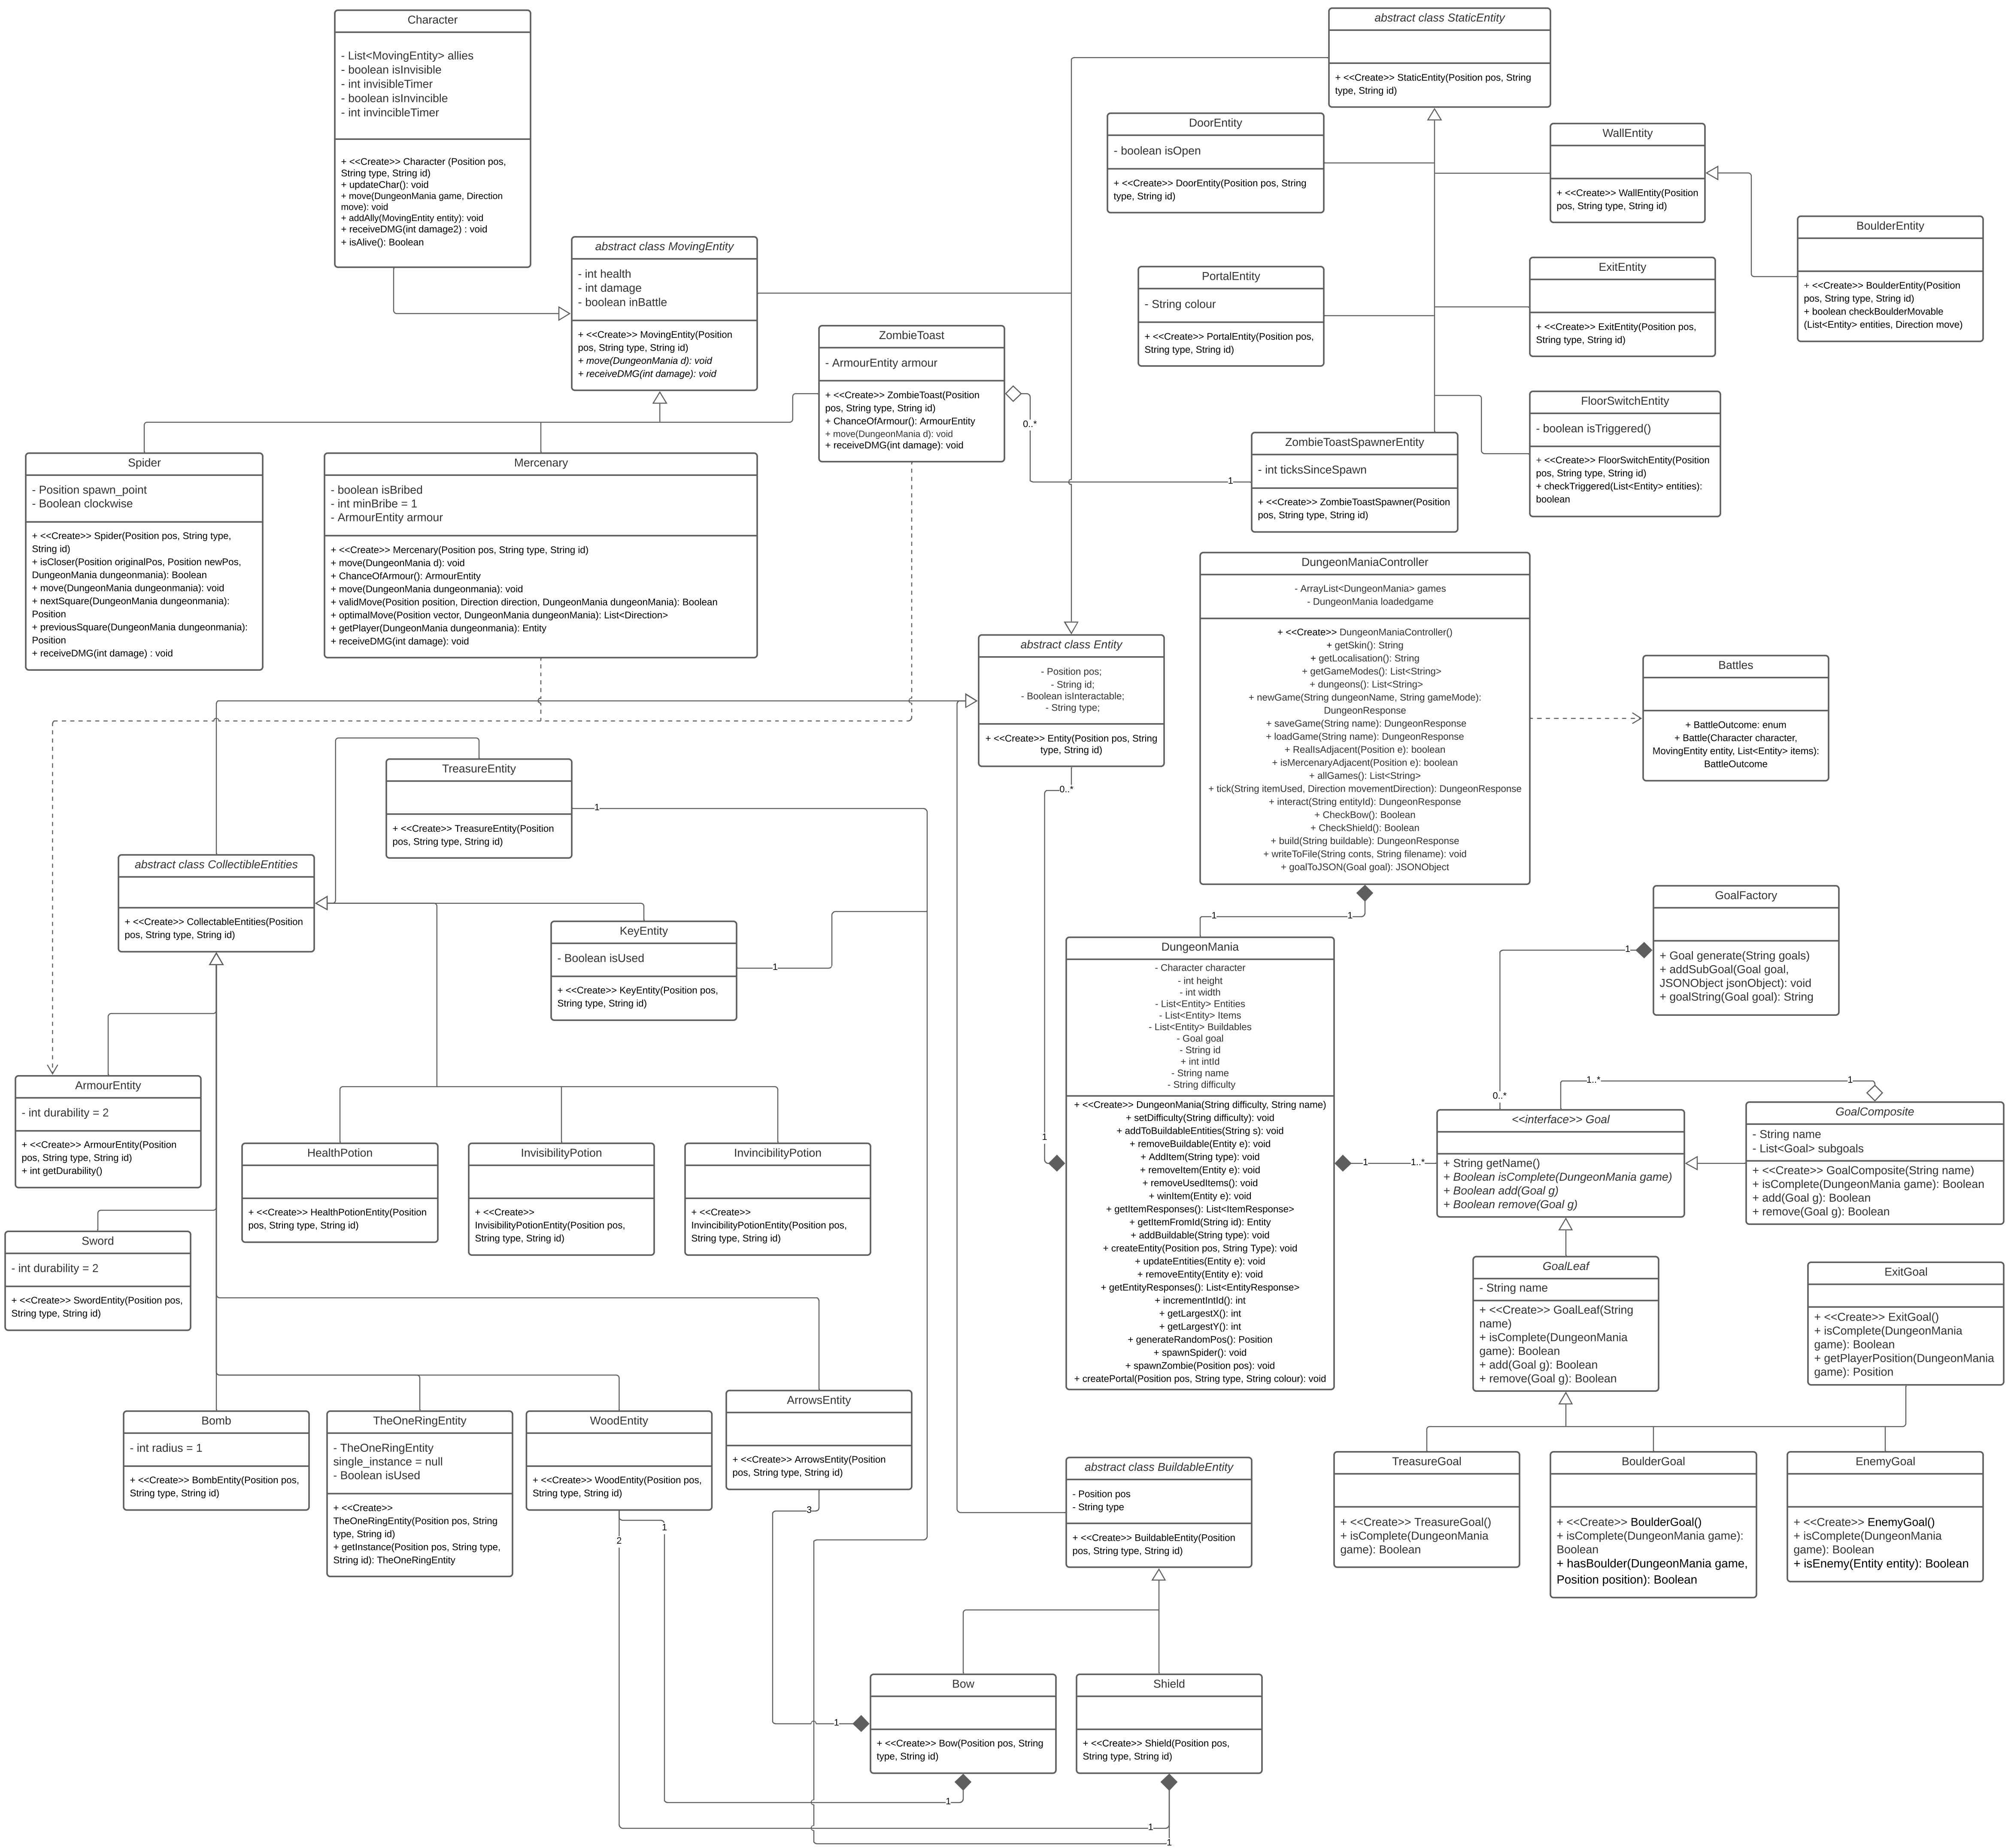 Character
- List<MovingEntity> allies
- boolean isInvisible
- int invisibleTimer
- boolean isInvincible
- int invincibleTimer
+ <<Create>> Character (Position pos,
String type, String id)
+ updateChar(): void
+ move(DungeonMania game, Direction
move): void
+ addAlly(MovingEntity entity): void
+ receiveDMG(int damage2) : void
+ isAlive(): Boolean
abstract class StaticEntity
+ <<Create>> StaticEntity(Position pos, String
type, String id)
DoorEntity
- boolean isOpen
+ <<Create>> DoorEntity(Position pos, String
type, String id)
WallEntity
+ <<Create>> WallEntity(Position
pos, String type, String id)
BoulderEntity
+ <<Create>> BoulderEntity(Position
pos, String type, String id)
+ boolean checkBoulderMovable
(List<Entity> entities, Direction move)
abstract class MovingEntity
- int health
- int damage
- boolean inBattle
+ <<Create>> MovingEntity(Position
pos, String type, String id)
+ move(DungeonMania d): void
+ receiveDMG(int damage): void
PortalEntity
- String colour
+ <<Create>> PortalEntity(Position pos,
String type, String id)
ExitEntity
+ <<Create>> ExitEntity(Position pos,
String type, String id)
ZombieToast
- ArmourEntity armour
+ <<Create>> ZombieToast(Position
pos, String type, String id)
+ ChanceOfArmour(): ArmourEntity
+ move(DungeonMania d): void
+ receiveDMG(int damage): void
0..*
1
FloorSwitchEntity
- boolean isTriggered()
+ <<Create>> FloorSwitchEntity(Position
pos, String type, String id)
+ checkTriggered(List<Entity> entities):
boolean
ZombieToastSpawnerEntity
- int ticksSinceSpawn
+ <<Create>> ZombieToastSpawner(Position
pos, String type, String id)
Spider
- Position spawn_point
- Boolean clockwise
+ <<Create>> Spider(Position pos, String type,
String id)
+ isCloser(Position originalPos, Position newPos,
DungeonMania dungeonmania): Boolean
+ move(DungeonMania dungeonmania): void
+ nextSquare(DungeonMania dungeonmania):
Position
+ previousSquare(DungeonMania dungeonmania):
Position
+ receiveDMG(int damage) : void
Mercenary
- boolean isBribed
- int minBribe = 1
- ArmourEntity armour
+ <<Create>> Mercenary(Position pos, String type, String id)
+ move(DungeonMania d): void
+ ChanceOfArmour(): ArmourEntity
+ move(DungeonMania dungeonmania): void
+ validMove(Position position, Direction direction, DungeonMania dungeonMania): Boolean
+ optimalMove(Position vector, DungeonMania dungeonMania): List<Direction>
+ getPlayer(DungeonMania dungeonmania): Entity
+ receiveDMG(int damage): void
DungeonManiaController
- ArrayList<DungeonMania> games
- DungeonMania loadedgame
+ <<Create>> DungeonManiaController()
+ getSkin(): String
+ getLocalisation(): String
+ getGameModes(): List<String>
+ dungeons(): List<String>
+ newGame(String dungeonName, String gameMode):
DungeonResponse
+ saveGame(String name): DungeonResponse
+ loadGame(String name): DungeonResponse
+ RealIsAdjacent(Position e): boolean
+ isMercenaryAdjacent(Position e): boolean
+ allGames(): List<String>
+ tick(String itemUsed, Direction movementDirection): DungeonResponse
+ interact(String entityId): DungeonResponse
+ CheckBow(): Boolean
+ CheckShield(): Boolean
+ build(String buildable): DungeonResponse
+ writeToFile(String conts, String filename): void
+ goalToJSON(Goal goal): JSONObject
abstract class Entity
- Position pos;
- String id;
- Boolean isInteractable;
- String type;
+ <<Create>> Entity(Position pos, String
type, String id)
0..*
Battles
+ BattleOutcome: enum
+ Battle(Character character,
MovingEntity entity, List<Entity> items):
BattleOutcome
TreasureEntity
+ <<Create>> TreasureEntity(Position
pos, String type, String id)
1
abstract class CollectibleEntities
+ <<Create>> CollectableEntities(Position
pos, String type, String id)
KeyEntity
- Boolean isUsed
+ <<Create>> KeyEntity(Position pos,
String type, String id)
1
1
1
DungeonMania
- Character character
- int height
- int width
- List<Entity> Entities
- List<Entity> Items
- List<Entity> Buildables
- Goal goal
- String id
+ int intId
- String name
- String difficulty
+ <<Create>> DungeonMania(String difficulty, String name)
+ setDifficulty(String difficulty): void
+ addToBuildableEntities(String s): void
+ removeBuildable(Entity e): void
+ AddItem(String type): void
+ removeItem(Entity e): void
+ removeUsedItems(): void
+ winItem(Entity e): void
+ getItemResponses(): List<ItemResponse>
+ getItemFromId(String id): Entity
+ addBuildable(String type): void
+ createEntity(Position pos, String Type): void
+ updateEntities(Entity e): void
+ removeEntity(Entity e): void
+ getEntityResponses(): List<EntityResponse>
+ incrementIntId(): int
+ getLargestX(): int
+ getLargestY(): int
+ generateRandomPos(): Position
+ spawnSpider(): void
+ spawnZombie(Position pos): void
+ createPortal(Position pos, String type, String colour): void
1
1
1..*
GoalFactory
+ Goal generate(String goals)
+ addSubGoal(Goal goal,
JSONObject jsonObject): void
+ goalString(Goal goal): String
1
0..*
1..*
1
<<interface>> Goal
+ String getName()
+ Boolean isComplete(DungeonMania game)
+ Boolean add(Goal g)
+ Boolean remove(Goal g)
GoalComposite
- String name
- List<Goal> subgoals
+ <<Create>> GoalComposite(String name)
+ isComplete(DungeonMania game): Boolean
+ add(Goal g): Boolean
+ remove(Goal g): Boolean
ArmourEntity
- int durability = 2
+ <<Create>> ArmourEntity(Position
pos, String type, String id)
+ int getDurability()
HealthPotion
+ <<Create>> HealthPotionEntity(Position
pos, String type, String id)
InvisibilityPotion
+ <<Create>>
InvisibilityPotionEntity(Position pos,
String type, String id)
InvincibilityPotion
+ <<Create>>
InvincibilityPotionEntity(Position pos,
String type, String id)
Sword
- int durability = 2
+ <<Create>> SwordEntity(Position pos,
String type, String id)
GoalLeaf
- String name
+ <<Create>> GoalLeaf(String
name)
+ isComplete(DungeonMania
game): Boolean
+ add(Goal g): Boolean
+ remove(Goal g): Boolean
ExitGoal
+ <<Create>> ExitGoal()
+ isComplete(DungeonMania
game): Boolean
+ getPlayerPosition(DungeonMania
game): Position
Bomb
- int radius = 1
+ <<Create>> BombEntity(Position pos,
String type, String id)
TheOneRingEntity
- TheOneRingEntity
single_instance = null
- Boolean isUsed
+ <<Create>>
TheOneRingEntity(Position pos, String
type, String id)
+ getInstance(Position pos, String type,
String id): TheOneRingEntity
WoodEntity
+ <<Create>> WoodEntity(Position pos,
String type, String id)
ArrowsEntity
+ <<Create>> ArrowsEntity(Position
pos, String type, String id)
3
1
2
abstract class BuildableEntity
- Position pos
- String type
+ <<Create>> BuildableEntity(Position
pos, String type, String id)
TreasureGoal
+ <<Create>> TreasureGoal()
+ isComplete(DungeonMania
game): Boolean
BoulderGoal
+ <<Create>> BoulderGoal()
+ isComplete(DungeonMania game):
Boolean
+ hasBoulder(DungeonMania game,
Position position): Boolean
EnemyGoal
+ <<Create>> EnemyGoal()
+ isComplete(DungeonMania
game): Boolean
+ isEnemy(Entity entity): Boolean
Bow
+ <<Create>> Bow(Position pos, String
type, String id)
1
Shield
+ <<Create>> Shield(Position pos,
String type, String id)
1
1
1